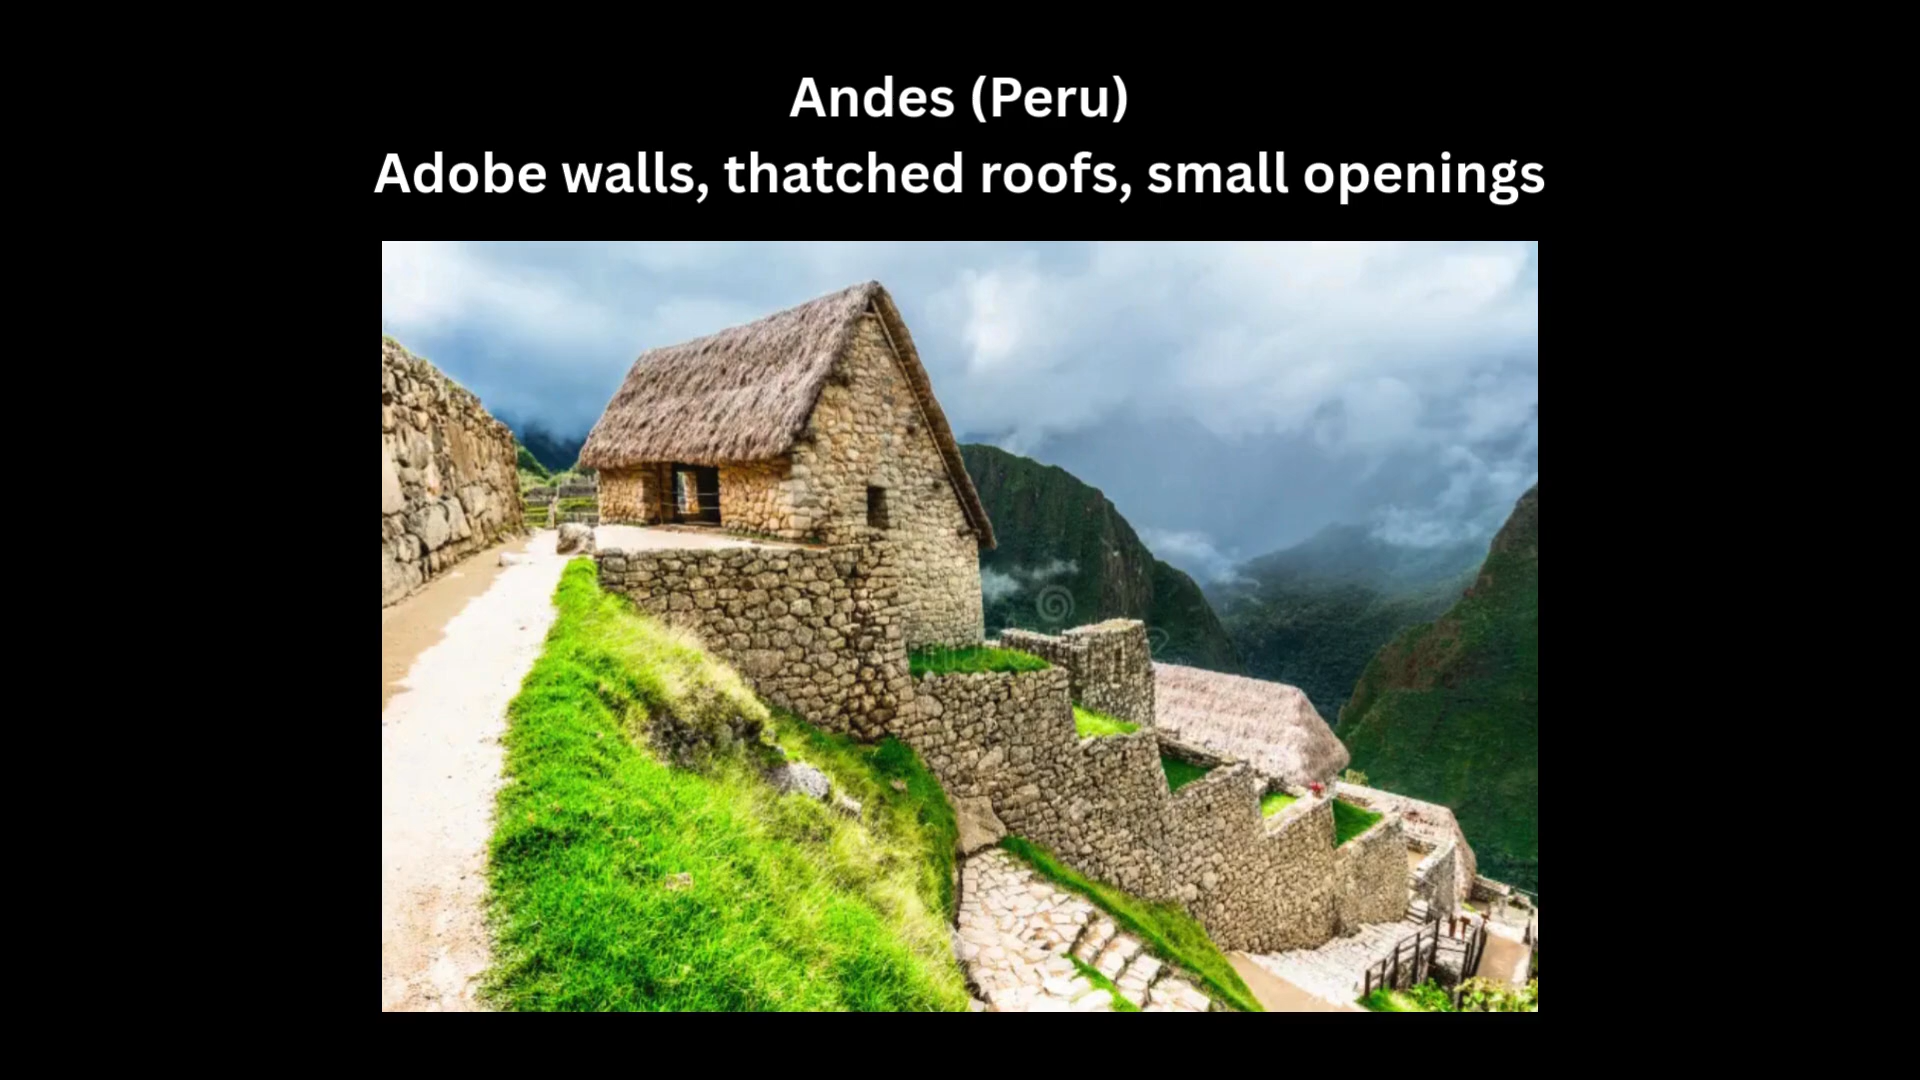 Andes (Peru)
Adobe walls, thatched roofs, small openings